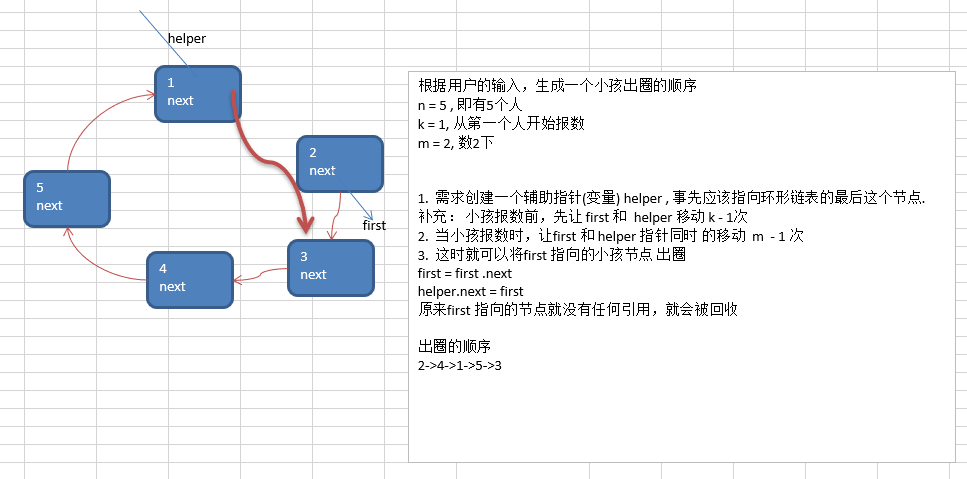 helper
1
next
2
next
first
3
next
4
next
5
next
根据用户的输入，生成一个小孩出圈的顺序
n = 5 , 即有5个人
k = 1, 从第一个人开始报数
m = 2, 数2下
1. 需求创建一个辅助指针(变量) helper , 事先应该指向环形链表的最后这个节点.
补充： 小孩报数前，先让 first 和 helper 移动 k - 1次
2. 当小孩报数时，让first 和 helper 指针同时 的移动 m - 1 次
3. 这时就可以将first 指向的小孩节点 出圈
first = first .next
helper.next = first
原来first 指向的节点就没有任何引用，就会被回收
出圈的顺序
2->4->1->5->3